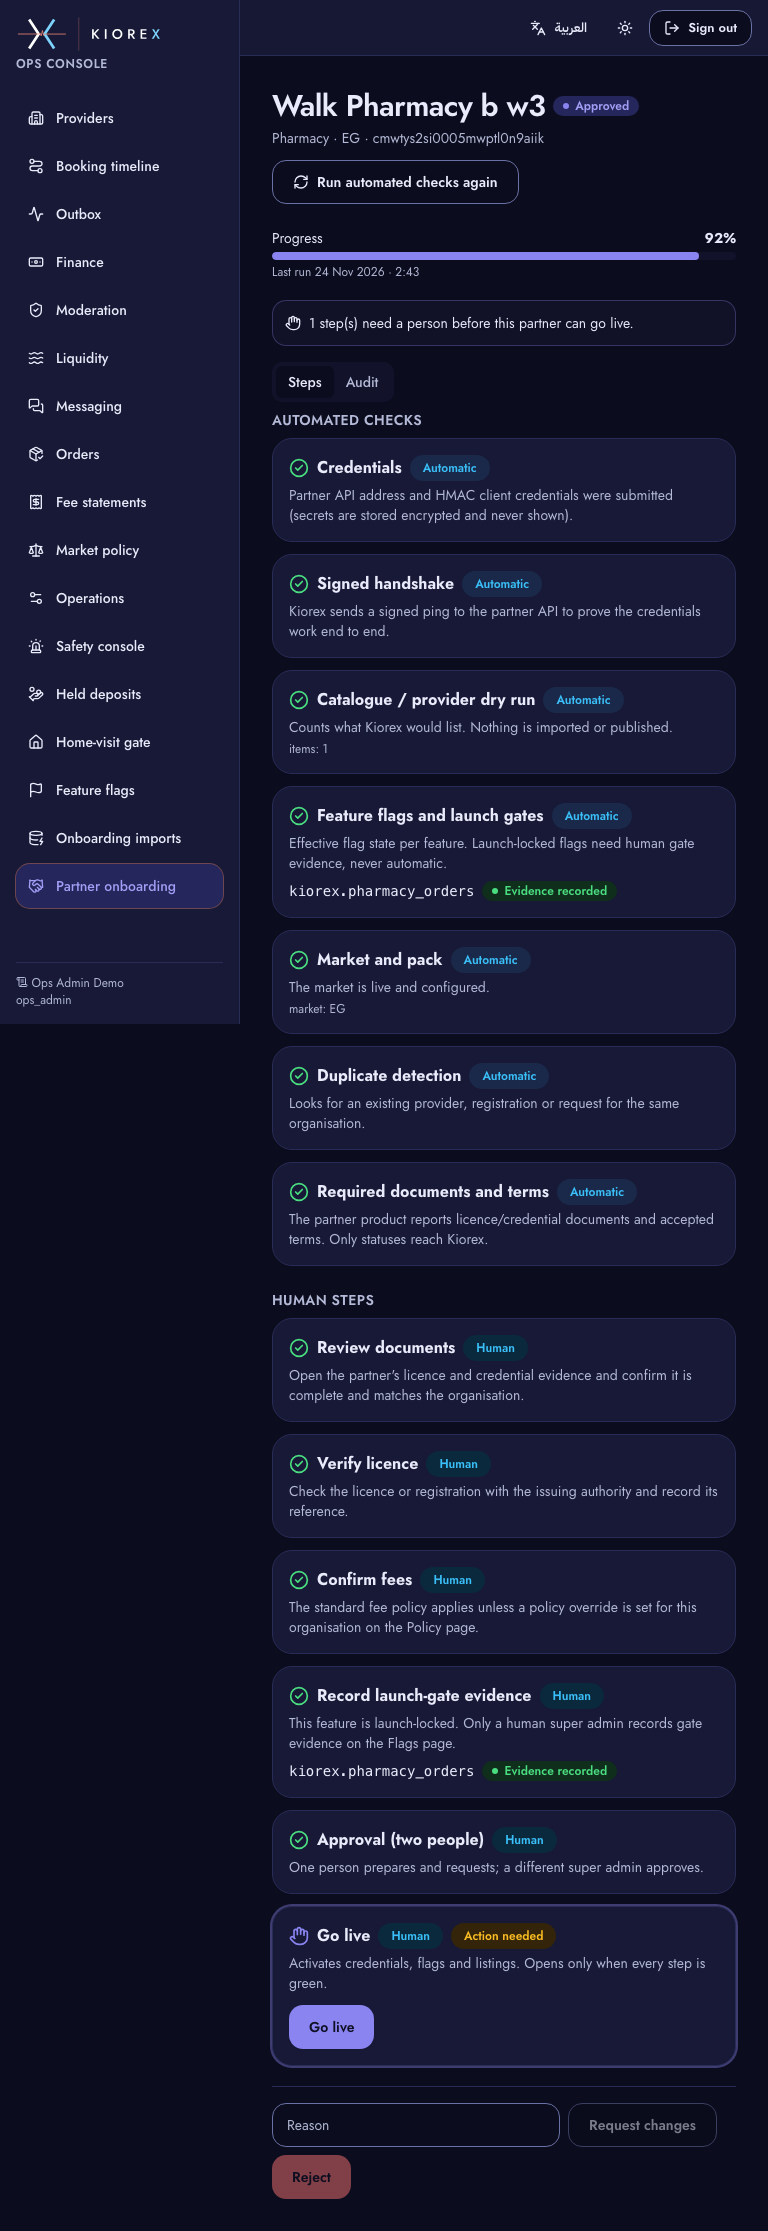 KIOREX
OPS CONSOLE
Providers
Booking timeline
Outbox
Finance
Moderation
Liquidity
Messaging
Orders
Fee statements
Market policy
Operations
Safety console
Held deposits
Home-visit gate
Feature flags
Onboarding imports
Partner onboarding
Ops Admin Demo
ops_admin
العربية
Sign out
Walk Pharmacy b w3 Approved
Pharmacy · EG · cmwtys2si0005mwptl0n9aiik
Run automated checks again
Progress 92%
Last run 24 Nov 2026 · 2:43
1 step(s) need a person before this partner can go live.
Steps Audit
AUTOMATED CHECKS
Credentials Automatic
Partner API address and HMAC client credentials were submitted
(secrets are stored encrypted and never shown).
Signed handshake Automatic
Kiorex sends a signed ping to the partner API to prove the credentials
work end to end.
Catalogue / provider dry run Automatic
Counts what Kiorex would list. Nothing is imported or published.
items: 1
Feature flags and launch gates Automatic
Effective flag state per feature. Launch-locked flags need human gate
evidence, never automatic.
kiorex.pharmacy_orders Evidence recorded
Market and pack Automatic
The market is live and configured.
market: EG
Duplicate detection Automatic
Looks for an existing provider, registration or request for the same
organisation.
Required documents and terms Automatic
The partner product reports licence/credential documents and accepted
terms. Only statuses reach Kiorex.
HUMAN STEPS
Review documents Human
Open the partner's licence and credential evidence and confirm it is
complete and matches the organisation.
Verify licence Human
Check the licence or registration with the issuing authority and record its
reference.
Confirm fees Human
The standard fee policy applies unless a policy override is set for this
organisation on the Policy page.
Record launch-gate evidence Human
This feature is launch-locked. Only a human super admin records gate
evidence on the Flags page.
kiorex.pharmacy_orders Evidence recorded
Approval (two people) Human
One person prepares and requests; a different super admin approves.
Go live Human Action needed
Activates credentials, flags and listings. Opens only when every step is
green.
Go live
Reason
Request changes
Reject